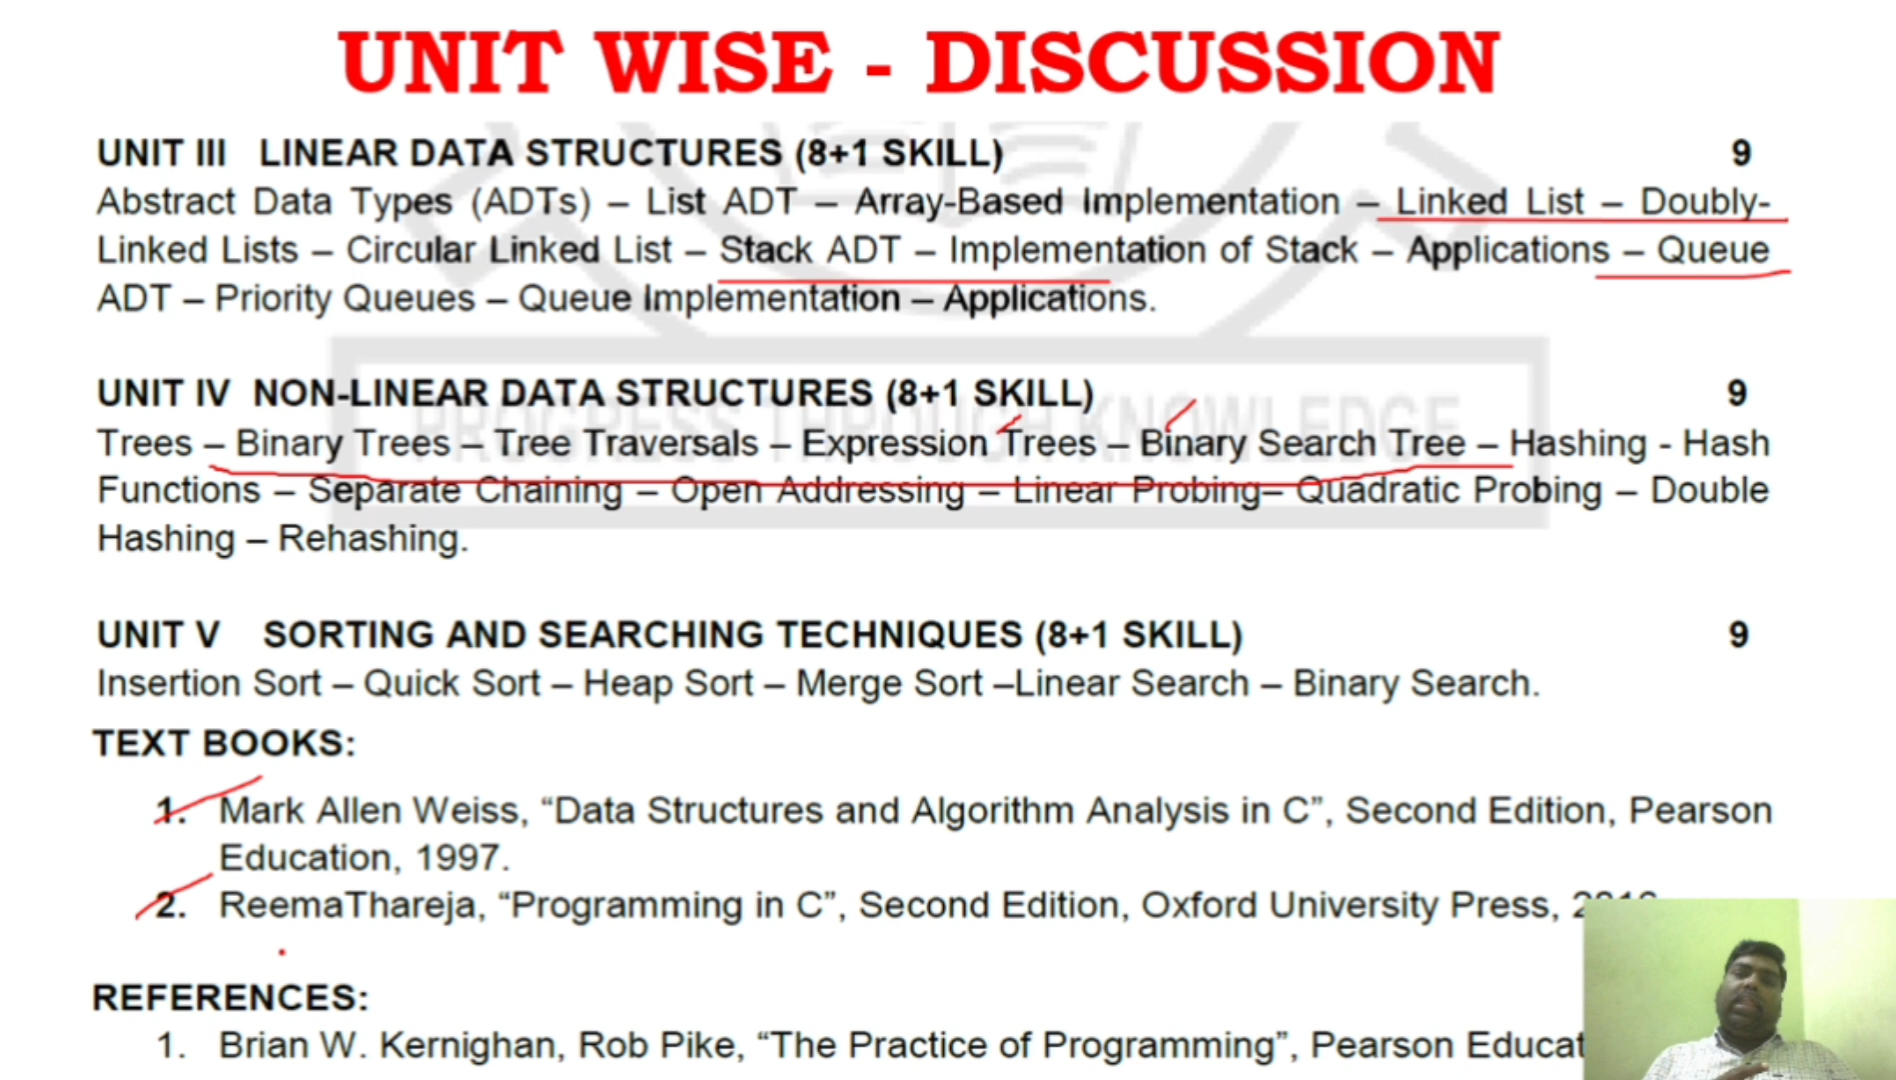 UNIT WISE - DISCUSSION
UNIT III LINEAR DATA STRUCTURES (8+1 SKILL) 9
Abstract Data Types (ADTs) – List ADT – Array-Based Implementation – Linked List – Doubly-
Linked Lists – Circular Linked List – Stack ADT – Implementation of Stack – Applications – Queue
ADT – Priority Queues – Queue Implementation – Applications.
UNIT IV NON-LINEAR DATA STRUCTURES (8+1 SKILL) 9
PROGRESS THROUGH KNOWLEDGE
Trees – Binary Trees – Tree Traversals – Expression Trees – Binary Search Tree – Hashing - Hash
Functions – Separate Chaining – Open Addressing – Linear Probing– Quadratic Probing – Double
Hashing – Rehashing.
UNIT V SORTING AND SEARCHING TECHNIQUES (8+1 SKILL) 9
Insertion Sort – Quick Sort – Heap Sort – Merge Sort –Linear Search – Binary Search.
TEXT BOOKS:
1. Mark Allen Weiss, “Data Structures and Algorithm Analysis in C”, Second Edition, Pearson
Education, 1997.
2. ReemaThareja, “Programming in C”, Second Edition, Oxford University Press,
REFERENCES:
1. Brian W. Kernighan, Rob Pike, “The Practice of Programming”, Pearson Educat